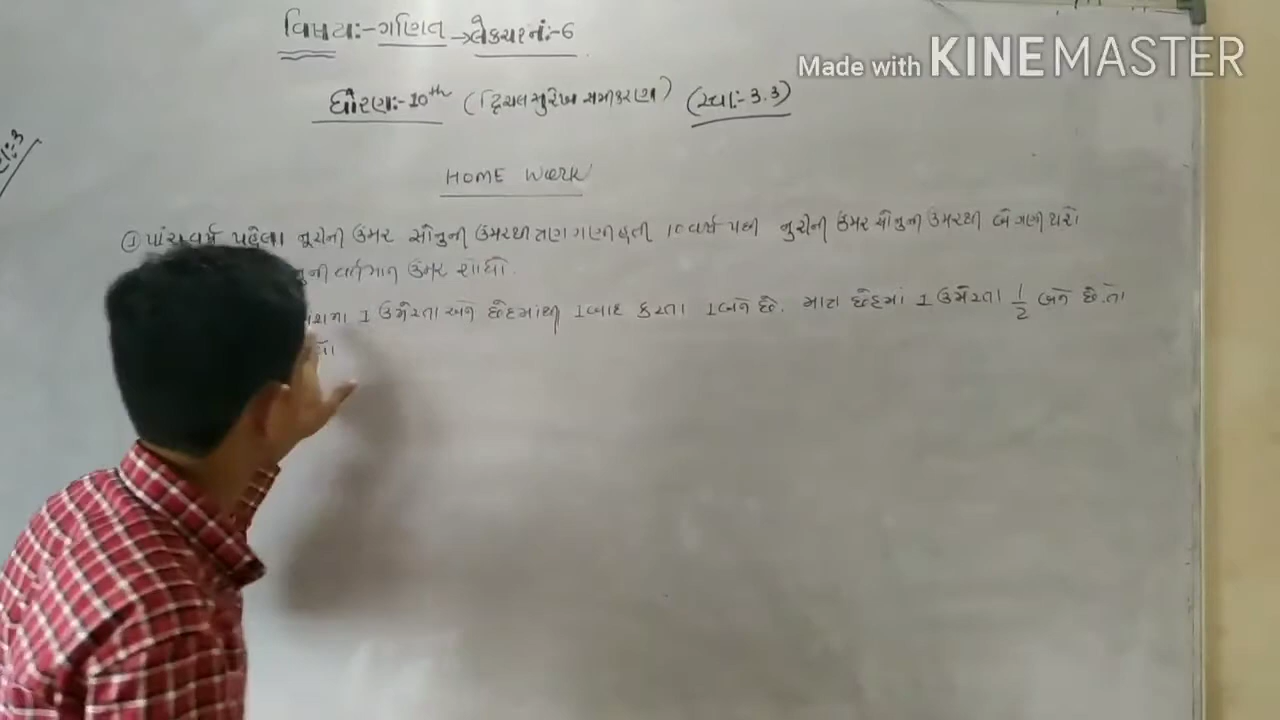 Made with KINEMASTER
વિષય:-ગણિત →લેકચર નં:-6
ધોરણ:-10th (દ્વિચલ સુરેખ સમીકરણ) (સ્વા:-3.3)
:3
HOME WORK
① પાંચ વર્ષ પહેલા નૂરીની ઉંમર સોનુની ઉંમરથી ત્રણ ગણી હતી 10 વર્ષ પછી નુરીની ઉંમર સોનુની ઉંમરથી બે ગણી થશે
ની વર્તમાન ઉંમર શોધો.
1 ઉમેરતા અને છેદમાંથી 1 બાદ કરતા 1 બને છે. માત્ર છેદમાં 1 ઉમેરતા 1/2 બને છે. તો